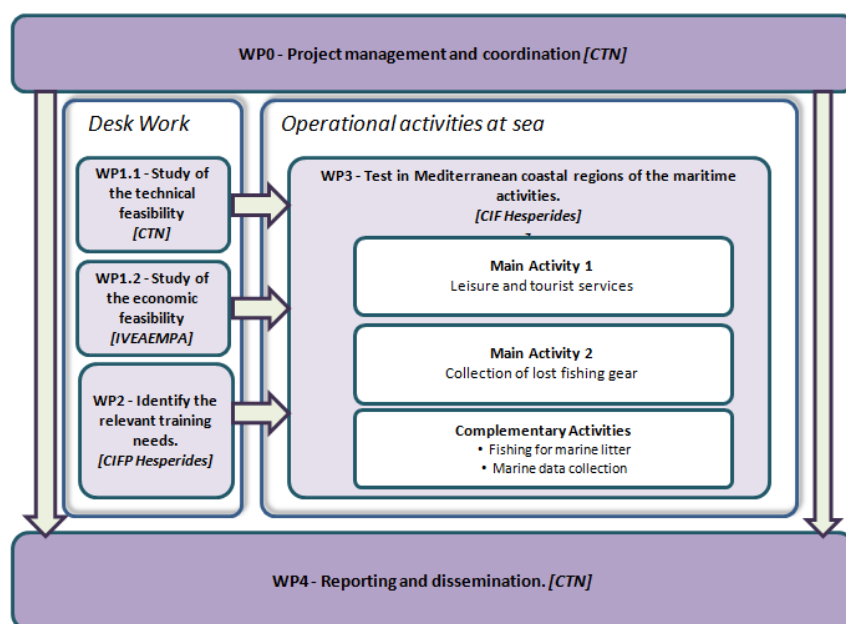 WP0 - Project management and coordination [CTN]
Desk Work
WP1.1 - Study of
the technical
feasibility
[CTN]
WP1.2 - Study of
the economic
feasibility
[IVEAEMPA]
WP2 - Identify the
relevant training
needs.
[CIFP Hesperides]
Operational activities at sea
WP3 - Test in Mediterranean coastal regions of the maritime
activities.
[CIF Hesperides]
Main Activity 1
Leisure and tourist services
Main Activity 2
Collection of lost fishing gear
Complementary Activities
• Fishing for marine litter
• Marine data collection
WP4 - Reporting and dissemination. [CTN]